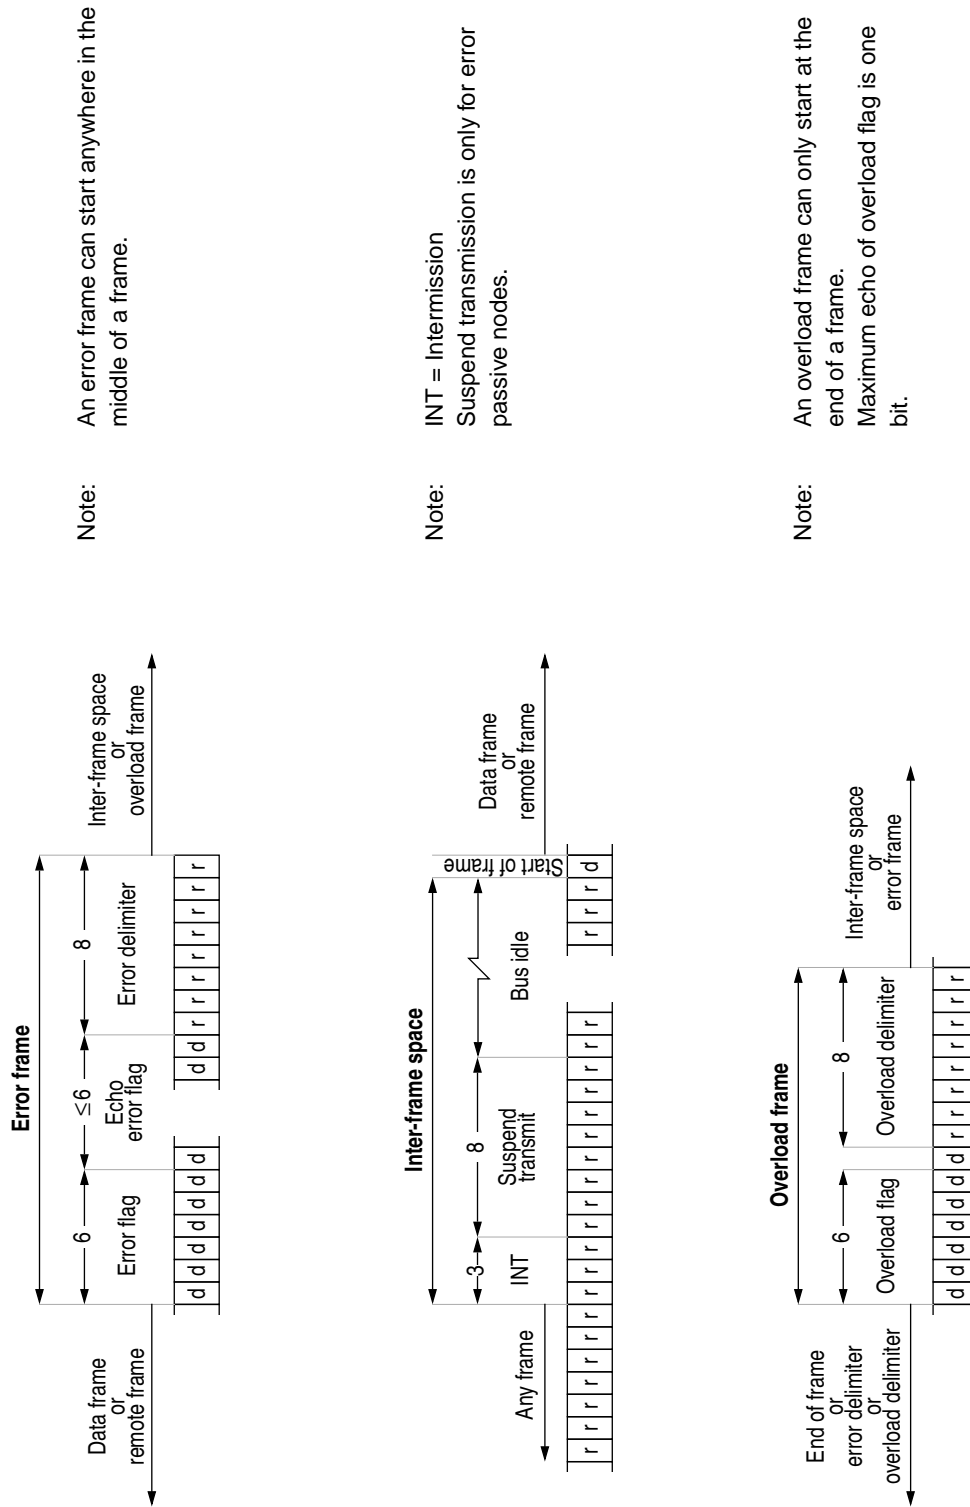 Error frame
6
≤6
8
Error flag
Echo
error flag
Error delimiter
Data frame
or
remote frame
Inter-frame space
or
overload frame
d d d d d d d d d r r r r r r r r
Note: An error frame can start anywhere in the
middle of a frame.
Inter-frame space
3
8
INT
Suspend
transmit
Bus idle
Start of frame
Any frame
Data frame
or
remote frame
r r r r r r r r r r r r r r r r r r r r r r r d
Note: INT = Intermission
Suspend transmission is only for error
passive nodes.
Overload frame
6
8
Overload flag
Overload delimiter
End of frame
or
error delimiter
or
overload delimiter
Inter-frame space
or
error frame
d d d d d d d r r r r r r r r
Note: An overload frame can only start at the
end of a frame.
Maximum echo of overload flag is one
bit.